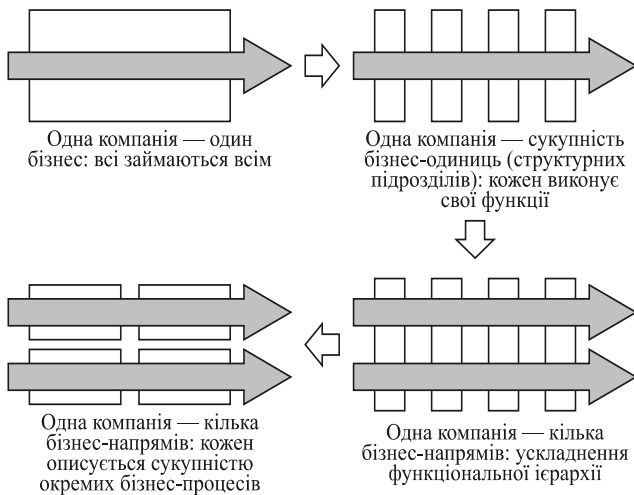 Одна компанія — один
бізнес: всі займаються всім
Одна компанія — сукупність
бізнес-одиниць (структурних
підрозділів): кожен виконує
свої функції
Одна компанія — кілька
бізнес-напрямів: кожен
описується сукупністю
окремих бізнес-процесів
Одна компанія — кілька
бізнес-напрямів: ускладнення
функціональної ієрархії